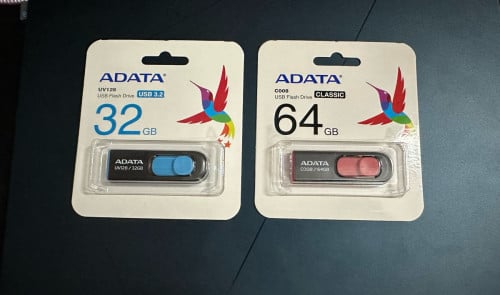 ADATA
UV128
USB Flash Drive USB 3.2
32 GB
ADATA
UV128 / 32GB
ADATA
C008
USB Flash Drive CLASSIC
64 GB
ADATA
C008 / 64GB